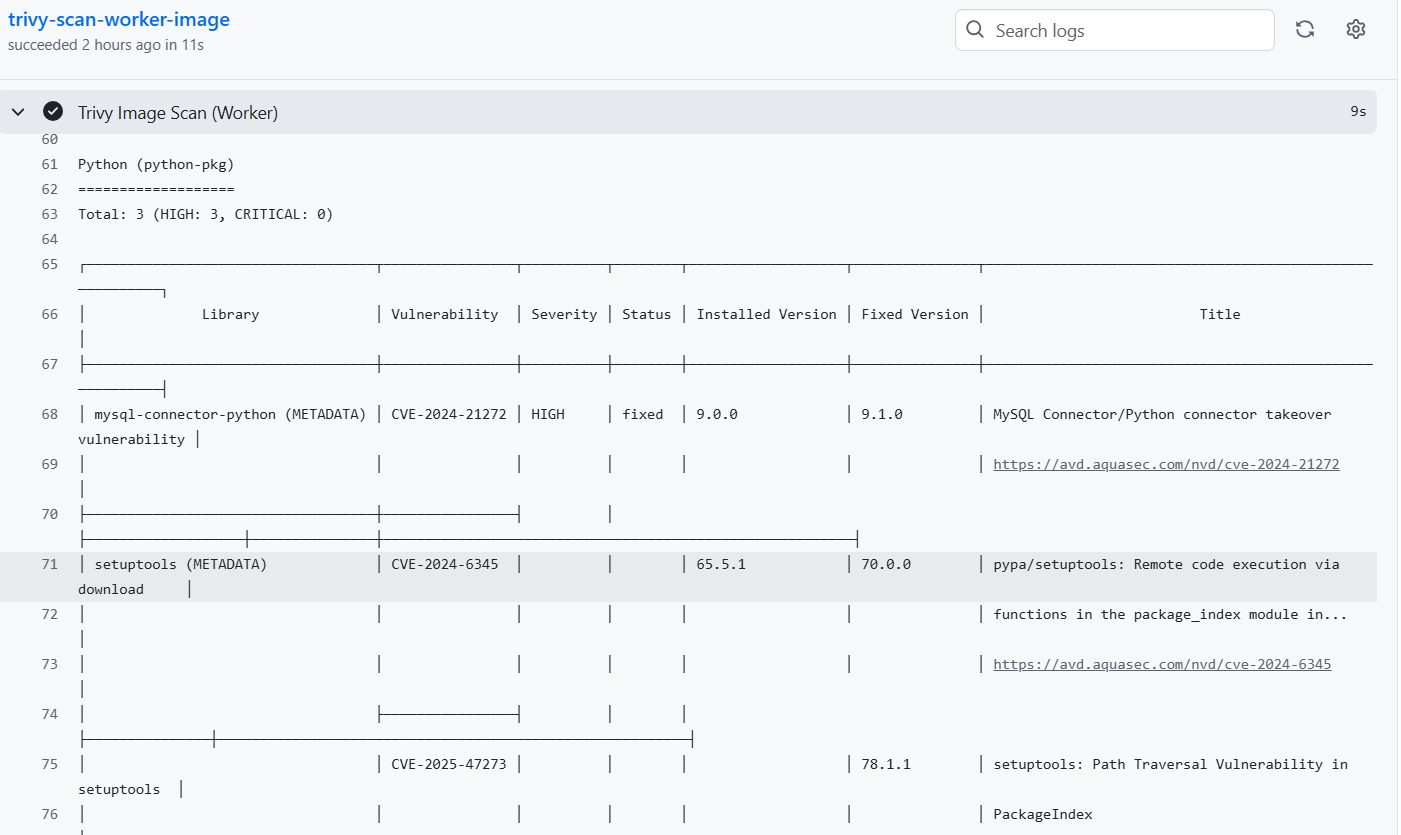 trivy-scan-worker-image
succeeded 2 hours ago in 11s
Search logs
Trivy Image Scan (Worker) 9s
60
61 Python (python-pkg)
62 ===================
63 Total: 3 (HIGH: 3, CRITICAL: 0)
64
65
66 │ Library │ Vulnerability │ Severity │ Status │ Installed Version │ Fixed Version │ Title
│
67
68 │ mysql-connector-python (METADATA) │ CVE-2024-21272 │ HIGH │ fixed │ 9.0.0 │ 9.1.0 │ MySQL Connector/Python connector takeover
vulnerability │
69 │ │ │ │ │ │ │ https://avd.aquasec.com/nvd/cve-2024-21272
│
70
71 │ setuptools (METADATA) │ CVE-2024-6345 │ │ │ 65.5.1 │ 70.0.0 │ pypa/setuptools: Remote code execution via
download │
72 │ │ │ │ │ │ │ functions in the package_index module in...
│
73 │ │ │ │ │ │ │ https://avd.aquasec.com/nvd/cve-2024-6345
│
74
75 │ │ CVE-2025-47273 │ │ │ │ 78.1.1 │ setuptools: Path Traversal Vulnerability in
setuptools │
76 │ │ │ │ │ │ │ PackageIndex